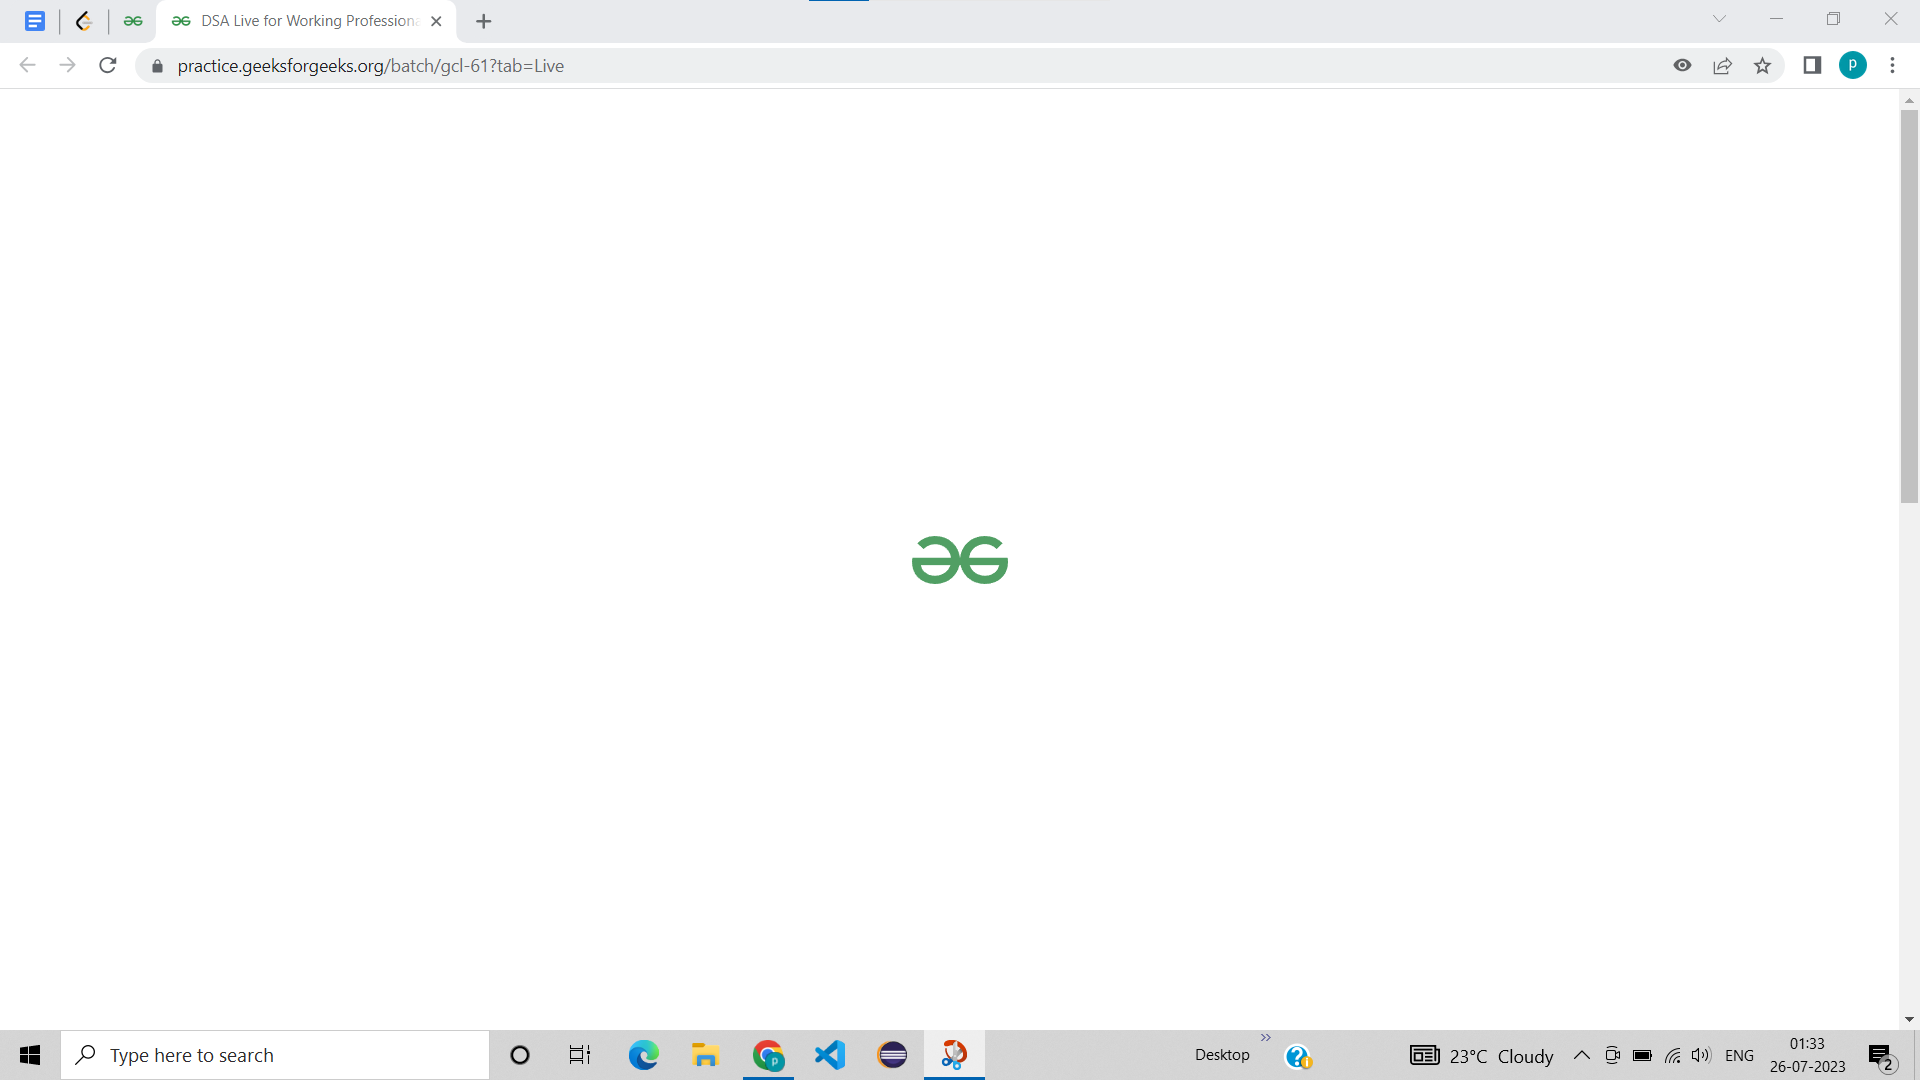 DSA Live for Working Professiona
practice.geeksforgeeks.org/batch/gcl-61?tab=Live
p
Type here to search
p
Desktop
23°C Cloudy
ENG
01:33
26-07-2023
2